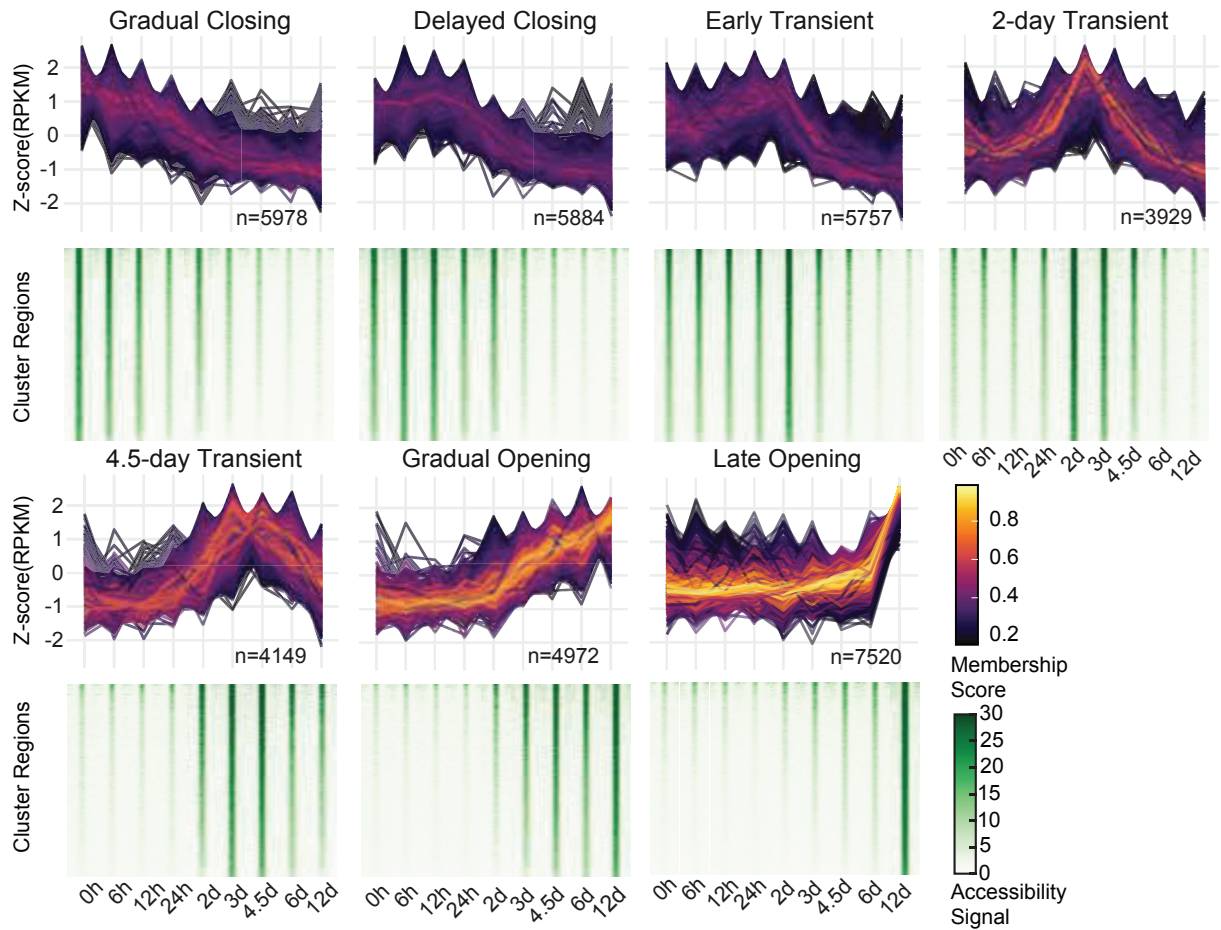 Gradual Closing
Delayed Closing
Early Transient
2-day Transient
Z-score(RPKM)
2
1
0
-1
-2
n=5978
n=5884
n=5757
n=3929
Cluster Regions
0h
6h
12h
24h
2d
3d
4.5d
6d
12d
4.5-day Transient
Gradual Opening
Late Opening
Z-score(RPKM)
2
1
0
-1
-2
n=4149
n=4972
n=7520
0.8
0.6
0.4
0.2
Membership
Score
Cluster Regions
0h
6h
12h
24h
2d
3d
4.5d
6d
12d
0h
6h
12h
24h
2d
3d
4.5d
6d
12d
0h
6h
12h
24h
2d
3d
4.5d
6d
12d
30
25
20
15
10
5
0
Accessibility
Signal